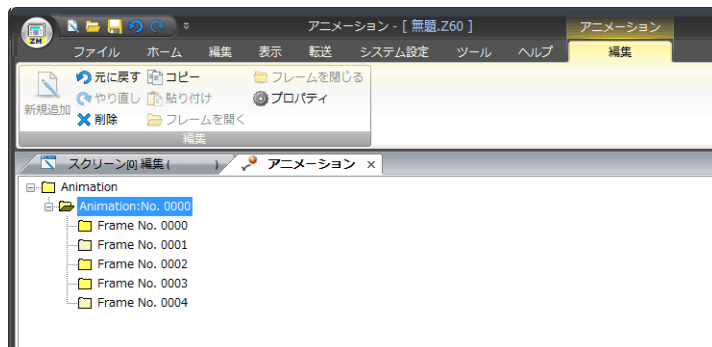 アニメーション - [ 無題.Z60 ] アニメーション
ZM ファイル ホーム 編集 表示 転送 システム設定 ツール ヘルプ 編集
新規追加 元に戻す コピー フレームを閉じる
やり直し 貼り付け プロパティ
削除 フレームを開く
編集
スクリーン[0] 編集 ( ) アニメーション ×
Animation
Animation:No. 0000
Frame No. 0000
Frame No. 0001
Frame No. 0002
Frame No. 0003
Frame No. 0004